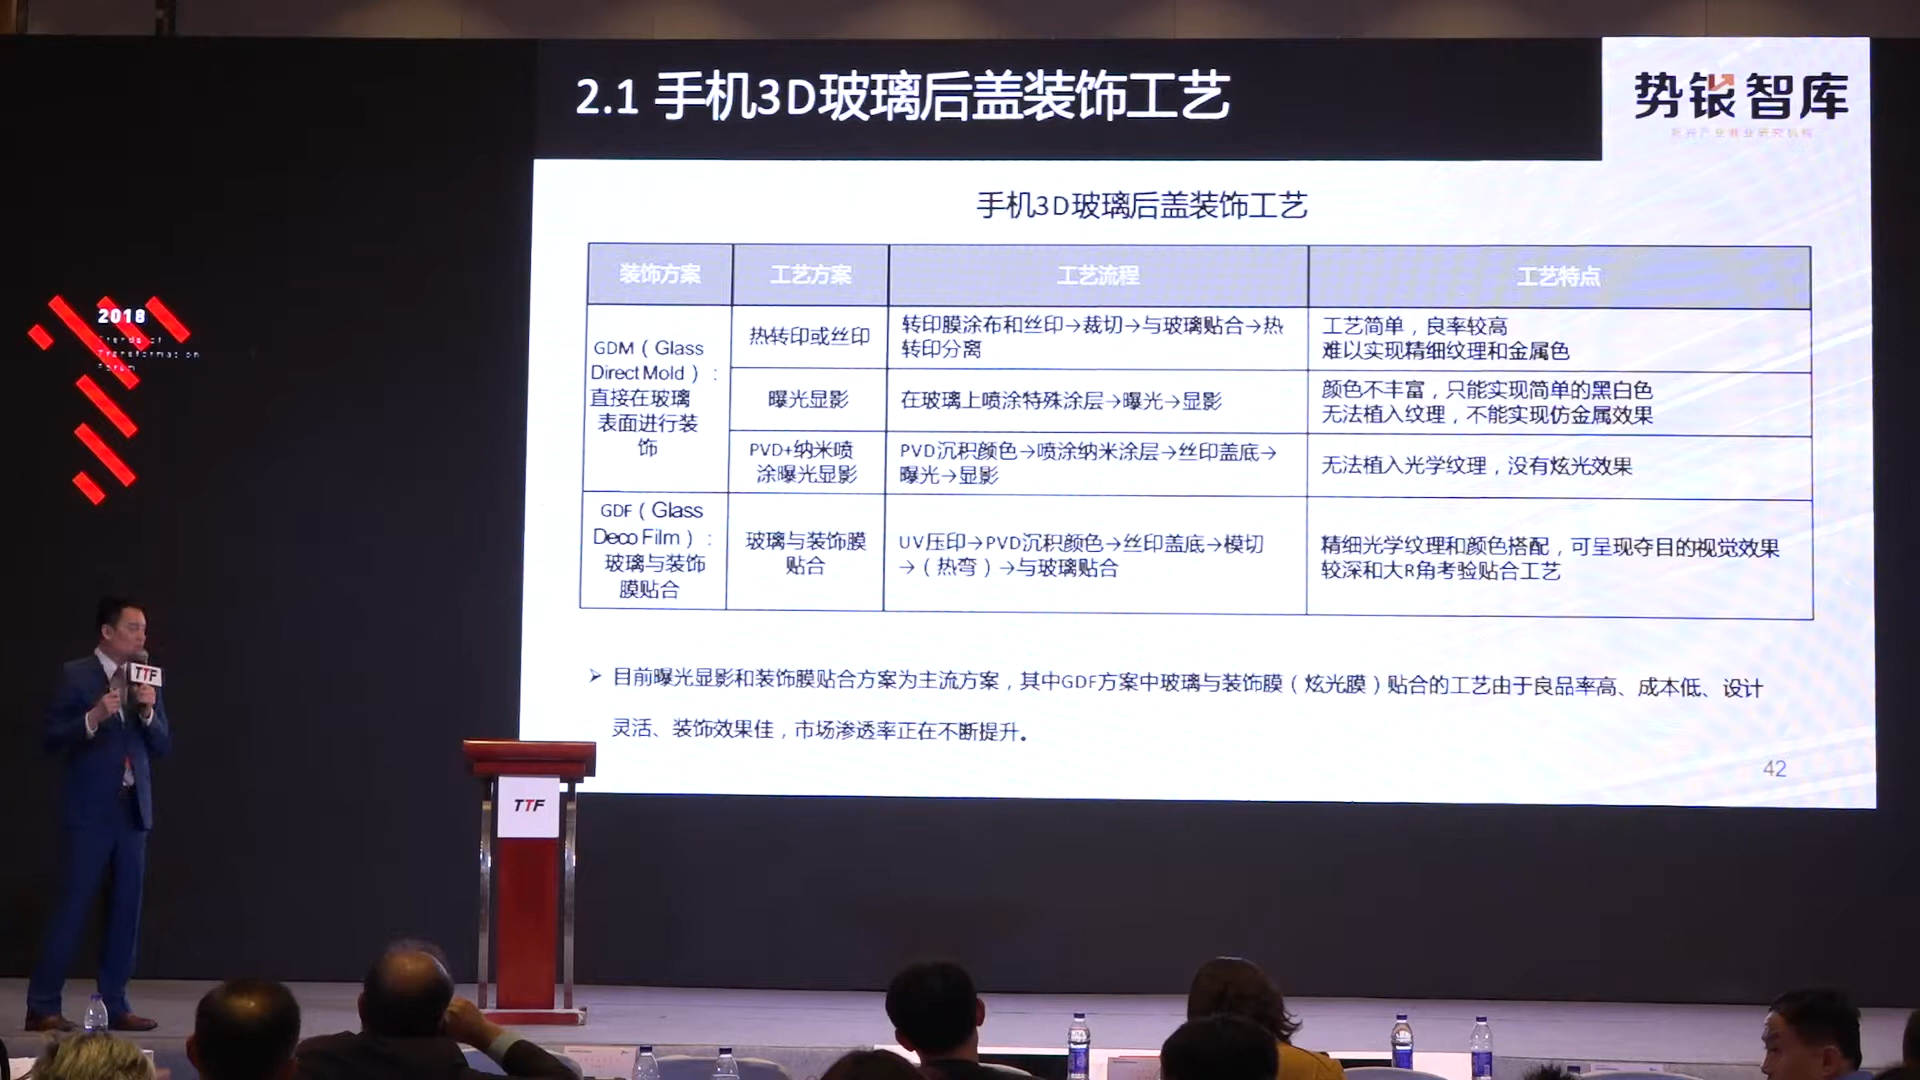 2.1 手机3D玻璃后盖装饰工艺
势银智库
新兴产业商业研究机构
手机3D玻璃后盖装饰工艺
装饰方案
工艺方案
工艺流程
工艺特点
GDM（Glass
Direct Mold）：
直接在玻璃
表面进行装
饰
热转印或丝印
转印膜涂布和丝印→裁切→与玻璃贴合→热
转印分离
工艺简单，良率较高
难以实现精细纹理和金属色
曝光显影
在玻璃上喷涂特殊涂层→曝光→显影
颜色不丰富，只能实现简单的黑白色
无法植入纹理，不能实现仿金属效果
PVD+纳米喷
涂曝光显影
PVD沉积颜色→喷涂纳米涂层→丝印盖底→
曝光→显影
无法植入光学纹理，没有炫光效果
GDF（Glass
Deco Film）：
玻璃与装饰
膜贴合
玻璃与装饰膜
贴合
UV压印→PVD沉积颜色→丝印盖底→模切
→（热弯）→与玻璃贴合
精细光学纹理和颜色搭配，可呈现夺目的视觉效果
较深和大R角考验贴合工艺
➢ 目前曝光显影和装饰膜贴合方案为主流方案，其中GDF方案中玻璃与装饰膜（炫光膜）贴合的工艺由于良品率高、成本低、设计
灵活、装饰效果佳，市场渗透率正在不断提升。
42
2018
Trends of
Transformation
Forum
TTF
TTF